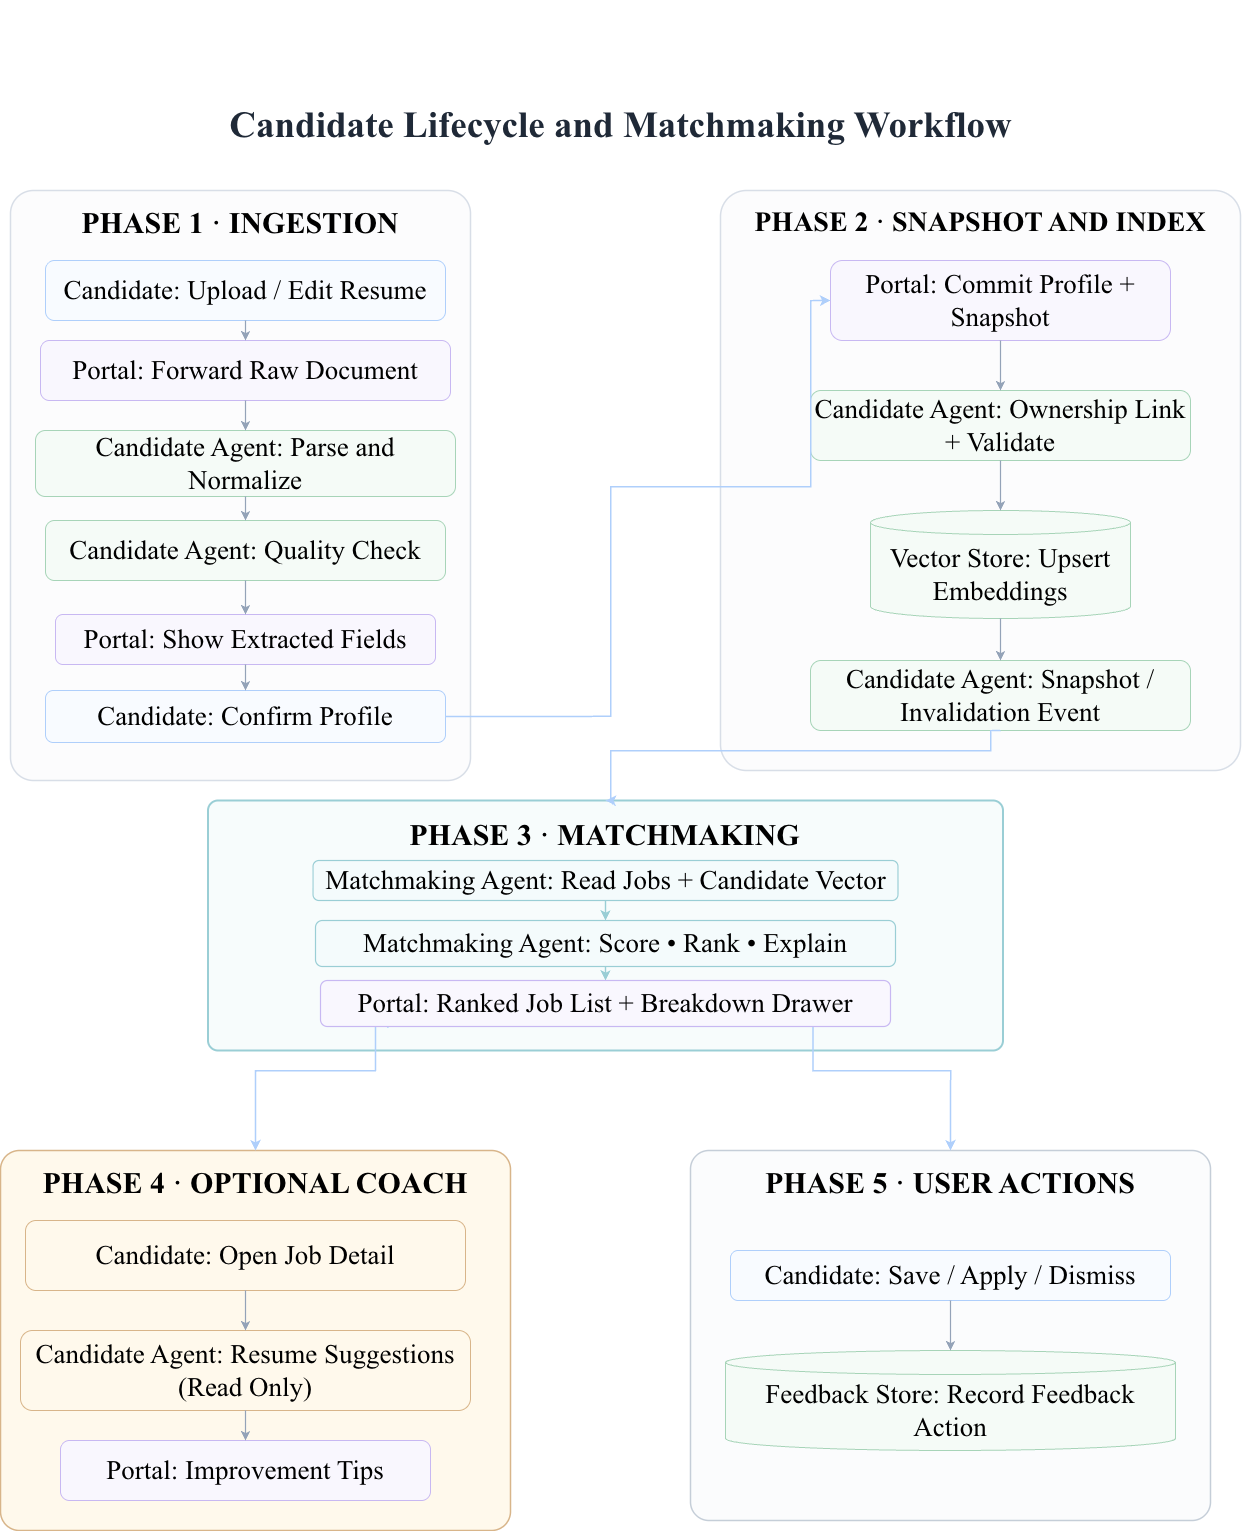 Candidate Lifecycle and Matchmaking Workflow
PHASE 1 · INGESTION
Candidate: Upload / Edit Resume
Portal: Forward Raw Document
Candidate Agent: Parse and
Normalize
Candidate Agent: Quality Check
Portal: Show Extracted Fields
Candidate: Confirm Profile
PHASE 2 · SNAPSHOT AND INDEX
Portal: Commit Profile +
Snapshot
Candidate Agent: Ownership Link
+ Validate
Vector Store: Upsert
Embeddings
Candidate Agent: Snapshot /
Invalidation Event
PHASE 3 · MATCHMAKING
Matchmaking Agent: Read Jobs + Candidate Vector
Matchmaking Agent: Score • Rank • Explain
Portal: Ranked Job List + Breakdown Drawer
PHASE 4 · OPTIONAL COACH
Candidate: Open Job Detail
Candidate Agent: Resume Suggestions
(Read Only)
Portal: Improvement Tips
PHASE 5 · USER ACTIONS
Candidate: Save / Apply / Dismiss
Feedback Store: Record Feedback
Action